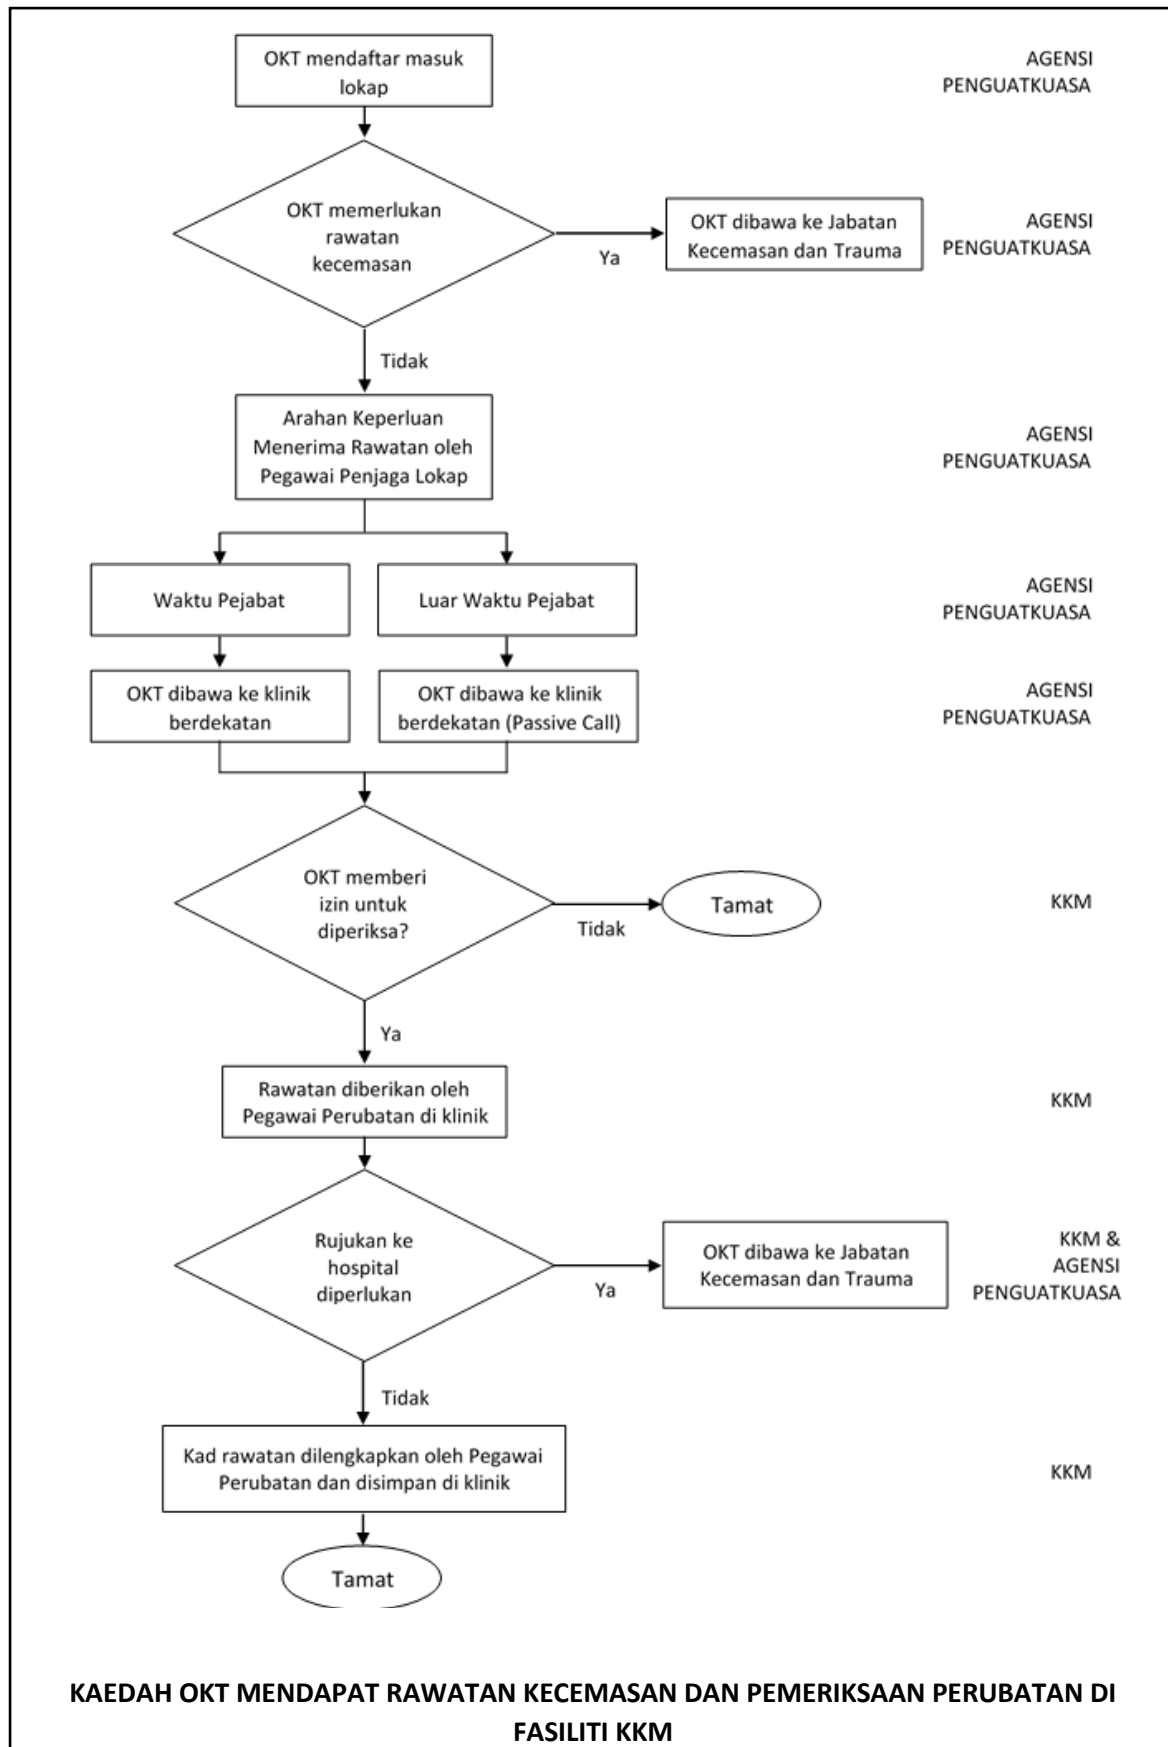 OKT mendaftar masuk
lokap
AGENSI
PENGUATKUASA
OKT memerlukan
rawatan
kecemasan
Ya
OKT dibawa ke Jabatan
Kecemasan dan Trauma
AGENSI
PENGUATKUASA
Tidak
Arahan Keperluan
Menerima Rawatan oleh
Pegawai Penjaga Lokap
AGENSI
PENGUATKUASA
Waktu Pejabat
Luar Waktu Pejabat
AGENSI
PENGUATKUASA
OKT dibawa ke klinik
berdekatan
OKT dibawa ke klinik
berdekatan (Passive Call)
AGENSI
PENGUATKUASA
OKT memberi
izin untuk
diperiksa?
Tidak
Tamat
KKM
Ya
Rawatan diberikan oleh
Pegawai Perubatan di klinik
KKM
Rujukan ke
hospital
diperlukan
Ya
OKT dibawa ke Jabatan
Kecemasan dan Trauma
KKM &
AGENSI
PENGUATKUASA
Tidak
Kad rawatan dilengkapkan oleh Pegawai
Perubatan dan disimpan di klinik
KKM
Tamat
KAEDAH OKT MENDAPAT RAWATAN KECEMASAN DAN PEMERIKSAAN PERUBATAN DI
FASILITI KKM